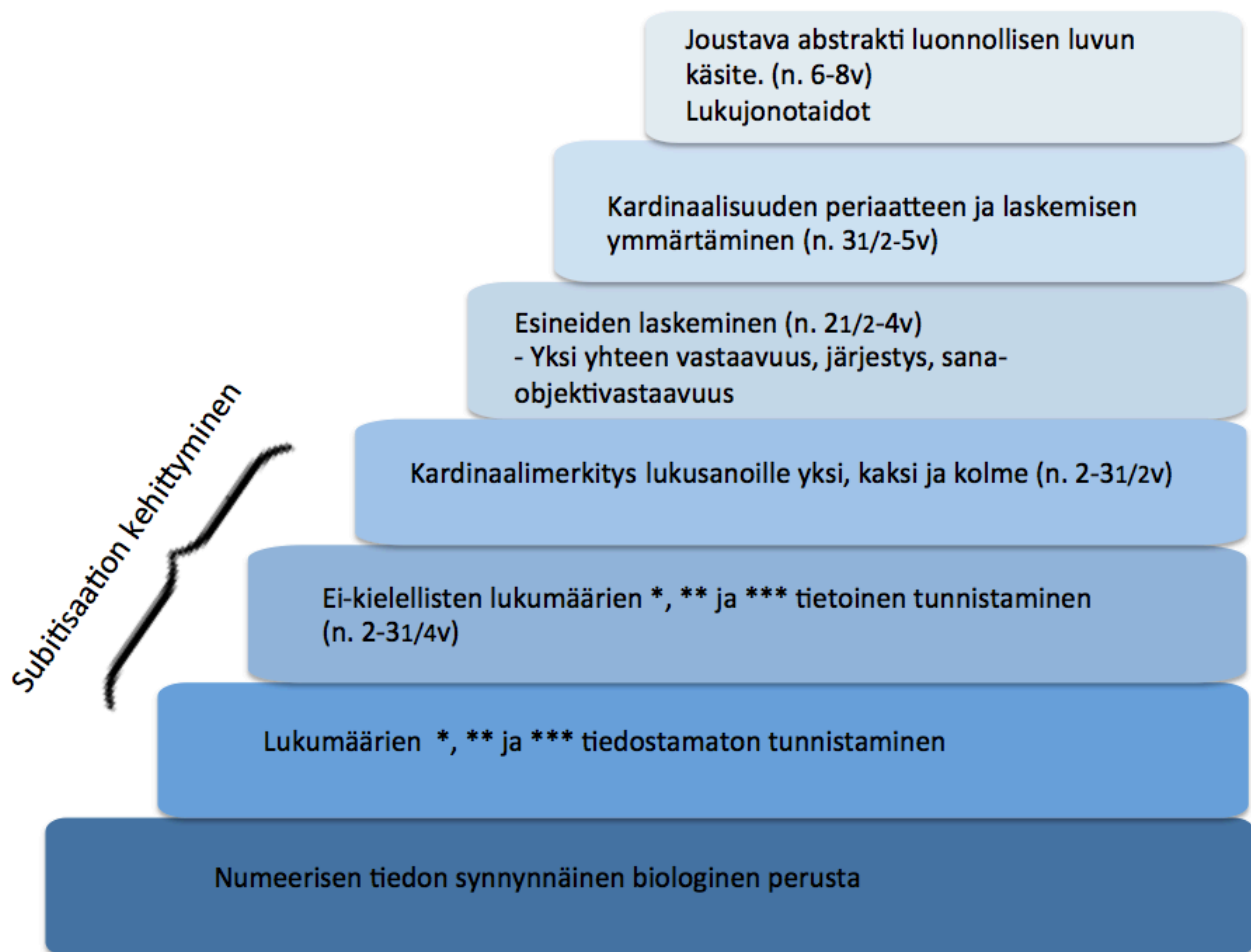 Joustava abstrakti luonnollisen luvun
käsite. (n. 6-8v)
Lukujonotaidot
Kardinaalisuuden periaatteen ja laskemisen
ymmärtäminen (n. 31/2-5v)
Esineiden laskeminen (n. 21/2-4v)
- Yksi yhteen vastaavuus, järjestys, sana-
objektivastaavuus
Subitisaation kehittyminen
Kardinaalimerkitys lukusanoille yksi, kaksi ja kolme (n. 2-31/2v)
Ei-kielellisten lukumäärien *, ** ja *** tietoinen tunnistaminen
(n. 2-31/4v)
Lukumäärien *, ** ja *** tiedostamaton tunnistaminen
Numeerisen tiedon synnynnäinen biologinen perusta